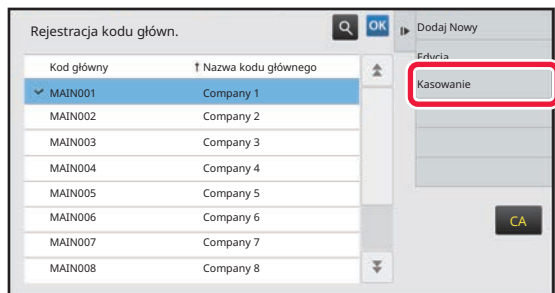 Rejestracja kodu główn.
OK
Dodaj Nowy
Edycja
Kasowanie
Kod główny
Nazwa kodu głównego
MAIN001 Company 1
MAIN002 Company 2
MAIN003 Company 3
MAIN004 Company 4
MAIN005 Company 5
MAIN006 Company 6
MAIN007 Company 7
MAIN008 Company 8
CA